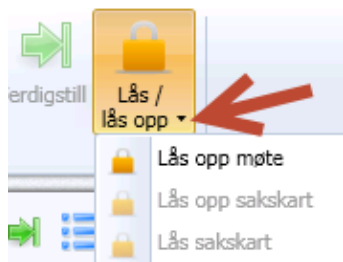 erdigstill
Lås /
lås opp
Lås opp møte
Lås opp sakskart
Lås sakskart